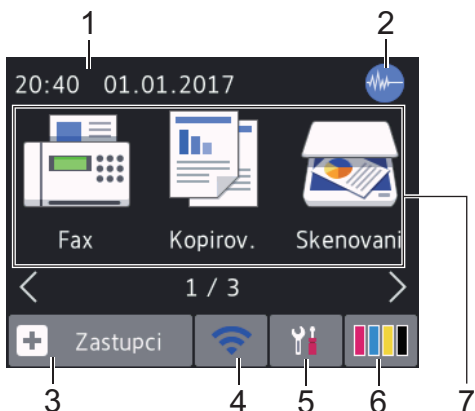 1 2
20:40 01.01.2017
Fax Kopirov. Skenovani
1 / 3
Zastupci
3 4 5 6 7